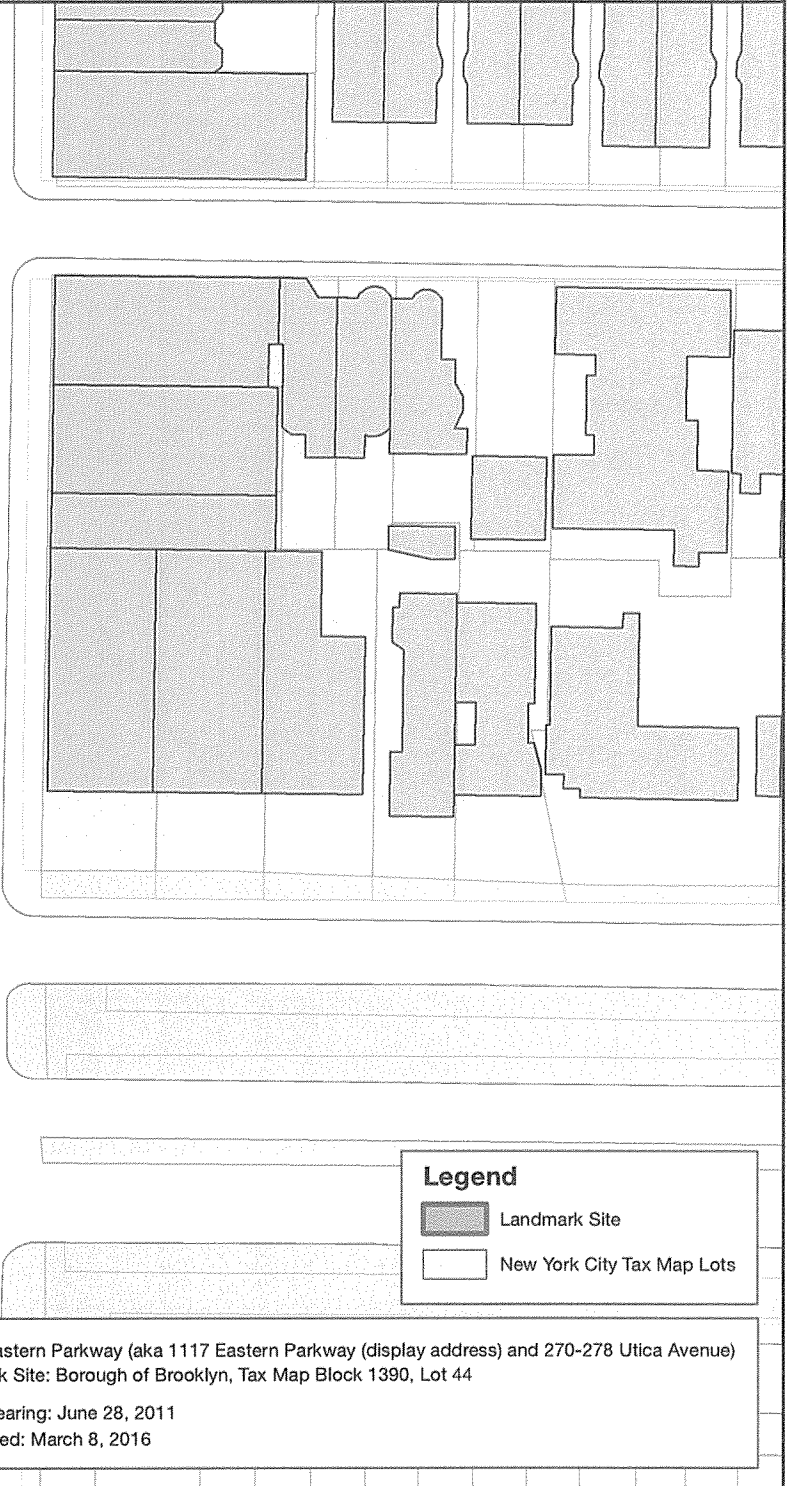 Legend
Landmark Site
New York City Tax Map Lots
astern Parkway (aka 1117 Eastern Parkway (display address) and 270-278 Utica Avenue)
k Site: Borough of Brooklyn, Tax Map Block 1390, Lot 44
earing: June 28, 2011
ed: March 8, 2016